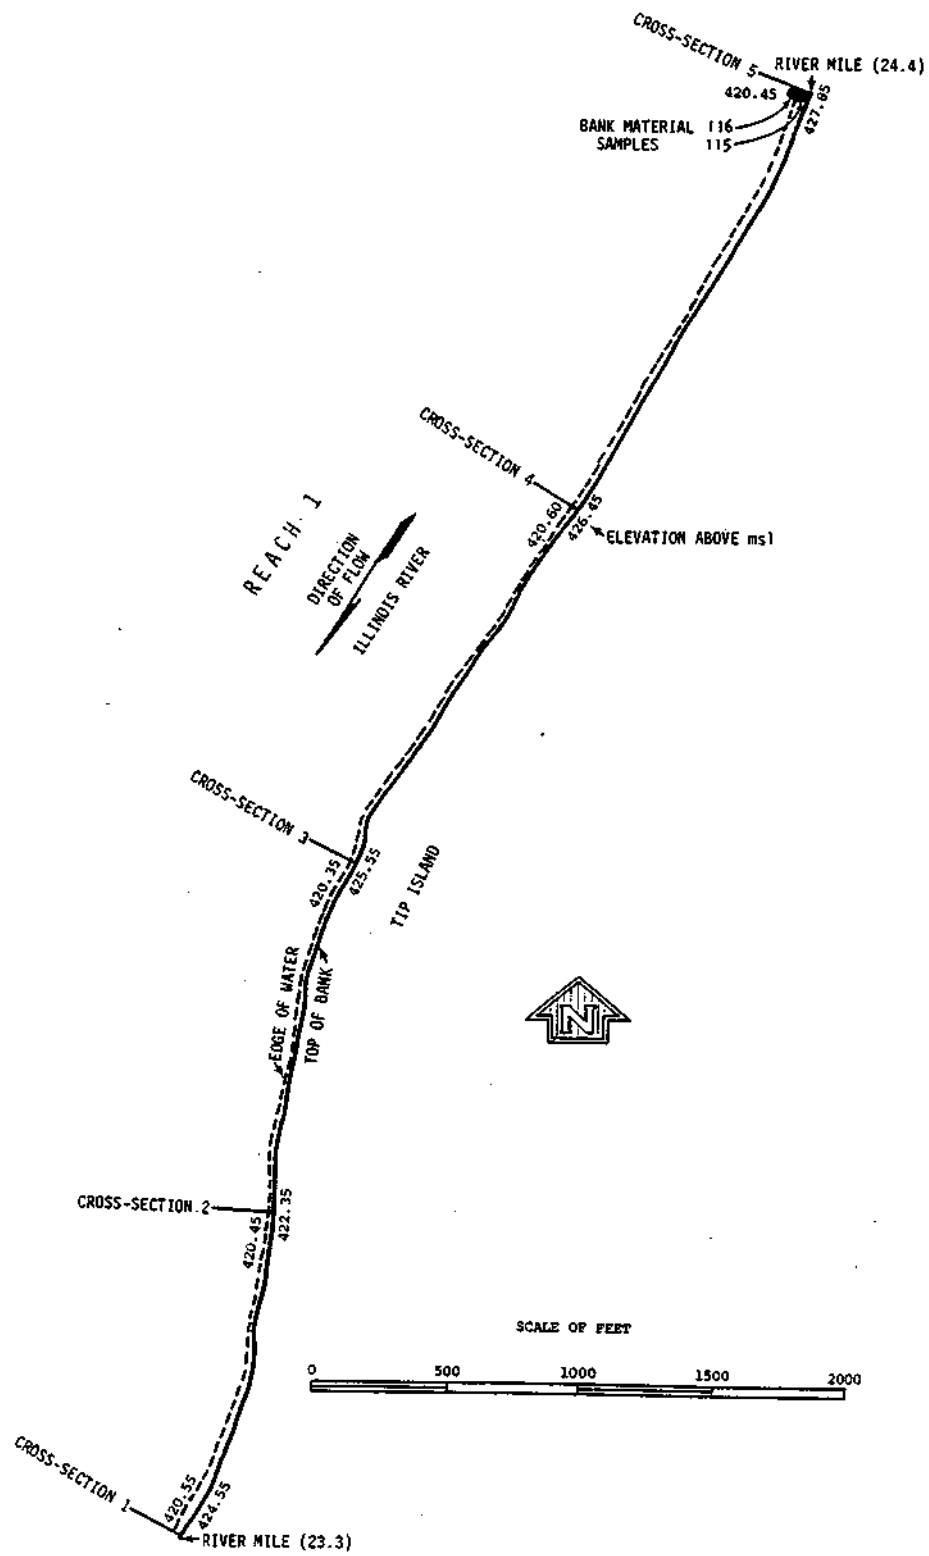 CROSS-SECTION 5
RIVER MILE (24.4)
420.45
427.85
BANK MATERIAL 116
SAMPLES 115
CROSS-SECTION 4
420.60
426.45
ELEVATION ABOVE msl
REACH 1
DIRECTION
OF FLOW
ILLINOIS RIVER
CROSS-SECTION 3
420.35
425.55
TIP ISLAND
EDGE OF WATER
TOP OF BANK
N
CROSS-SECTION 2
420.45
422.35
SCALE OF FEET
0 500 1000 1500 2000
CROSS-SECTION 1
420.55
424.55
RIVER MILE (23.3)